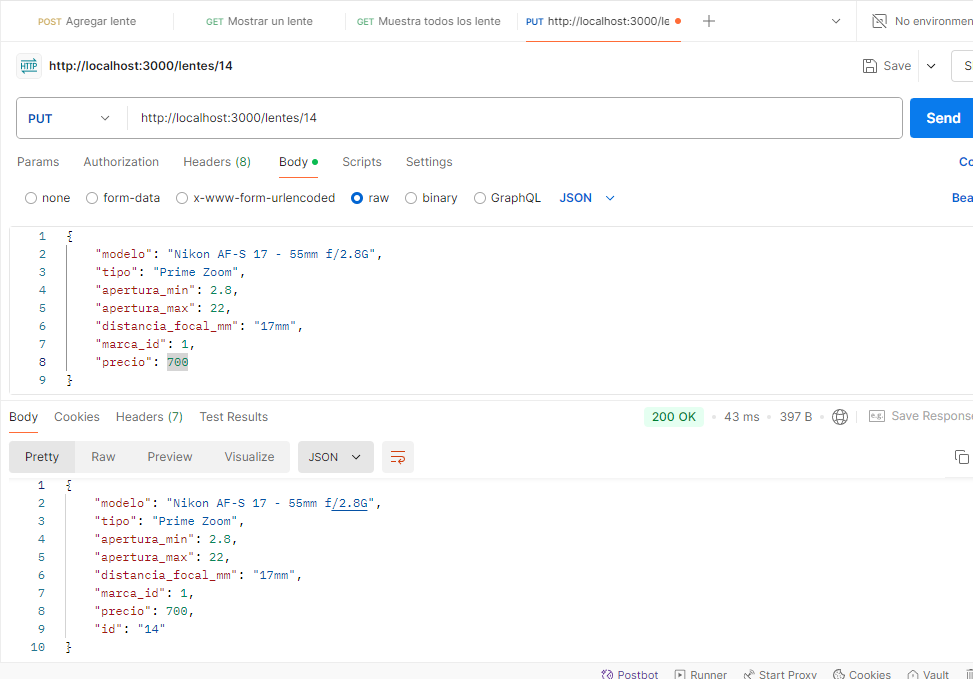 POST Agregar lente GET Mostrar un lente GET Muestra todos los lente PUT http://localhost:3000/le No environmen
HTTP http://localhost:3000/lentes/14 Save S
PUT http://localhost:3000/lentes/14 Send
Params Authorization Headers (8) Body Scripts Settings Co
none form-data x-www-form-urlencoded raw binary GraphQL JSON Bea
1 {
2 "modelo": "Nikon AF-S 17 - 55mm f/2.8G",
3 "tipo": "Prime Zoom",
4 "apertura_min": 2.8,
5 "apertura_max": 22,
6 "distancia_focal_mm": "17mm",
7 "marca_id": 1,
8 "precio": 700
9 }
Body Cookies Headers (7) Test Results 200 OK 43 ms 397 B e.g. Save Response
Pretty Raw Preview Visualize JSON
1 {
2 "modelo": "Nikon AF-S 17 - 55mm f/2.8G",
3 "tipo": "Prime Zoom",
4 "apertura_min": 2.8,
5 "apertura_max": 22,
6 "distancia_focal_mm": "17mm",
7 "marca_id": 1,
8 "precio": 700,
9 "id": "14"
10 }
Postbot Runner Start Proxy Cookies Vault